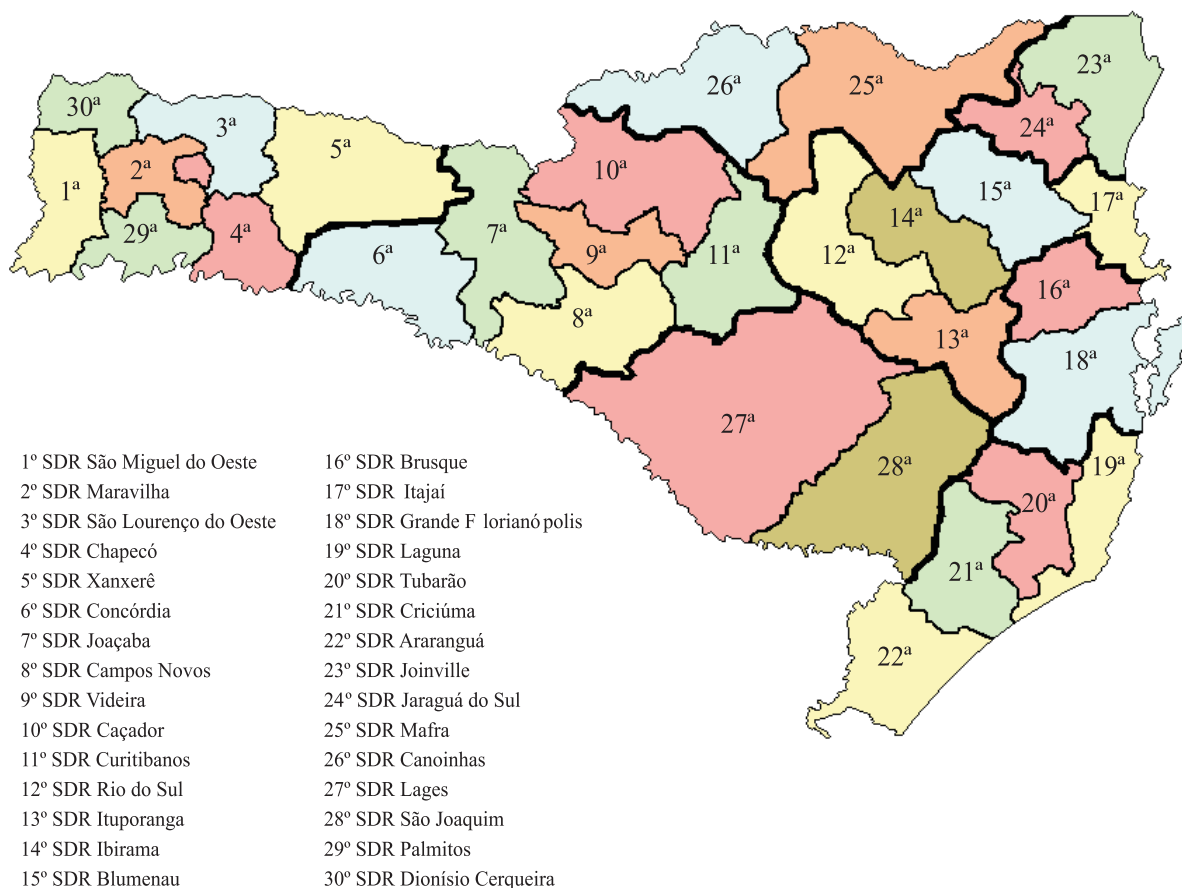 30ª
3ª
5ª
2ª
1ª
29ª
4ª
6ª
7ª
26ª
25ª
23ª
24ª
10ª
15ª
17ª
14ª
9ª
11ª
12ª
16ª
8ª
13ª
18ª
27ª
28ª
19ª
20ª
21ª
22ª
1º SDR São Miguel do Oeste
2º SDR Maravilha
3º SDR São Lourenço do Oeste
4º SDR Chapecó
5º SDR Xanxerê
6º SDR Concórdia
7º SDR Joaçaba
8º SDR Campos Novos
9º SDR Videira
10º SDR Caçador
11º SDR Curitibanos
12º SDR Rio do Sul
13º SDR Ituporanga
14º SDR Ibirama
15º SDR Blumenau
16º SDR Brusque
17º SDR Itajaí
18º SDR Grande F lorianó polis
19º SDR Laguna
20º SDR Tubarão
21º SDR Criciúma
22º SDR Araranguá
23º SDR Joinville
24º SDR Jaraguá do Sul
25º SDR Mafra
26º SDR Canoinhas
27º SDR Lages
28º SDR São Joaquim
29º SDR Palmitos
30º SDR Dionísio Cerqueira